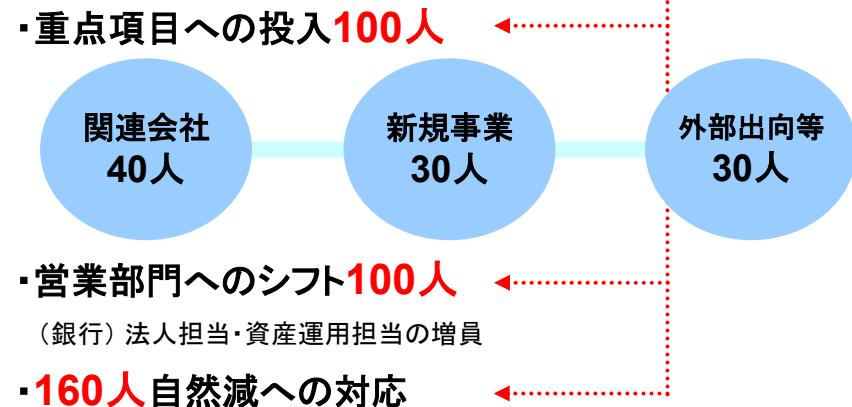 ・重点項目への投入100人
関連会社
40人
新規事業
30人
外部出向等
30人
・営業部門へのシフト100人
（銀行）法人担当・資産運用担当の増員
・160人自然減への対応